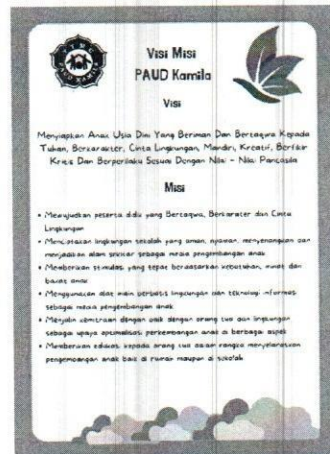 PAUD KAMILA
Visi Misi
PAUD Kamila
Visi
Menyiapkan Anak Usia Dini Yang Beriman Dan Bertaqwa Kepada
Tuhan, Berkarakter, Cinta Lingkungan, Mandiri, Kreatif, Berfikir
Kritis Dan Berperilaku Sesuai Dengan Nilai - Nilai Pancasila
Misi
• Mewujudkan peserta didik yang Bertaqwa, Berkarater dan Cinta
Lingkungan
• Menciptakan lingkungan sekolah yang aman, nyaman, menyenangkan dan
menjadikan alam sekitar sebagai media pengembangan anak
• Memberikan stimulasi yang tepat berdasarkan kebutuhan, minat dan
bakat anak
• Menggunakan alat main berbasis lingkungan dan teknologi informasi
sebagai media pengembangan anak
• Menjalin kemitraan dengan baik dengan orang tua dan lingkungan
sebagai upaya optimalisasi perkembangan anak di berbagai aspek
• Memberikan edukasi kepada orang tua dalam rangka menyelaraskan
pengembangan anak baik di rumah maupun di sekolah